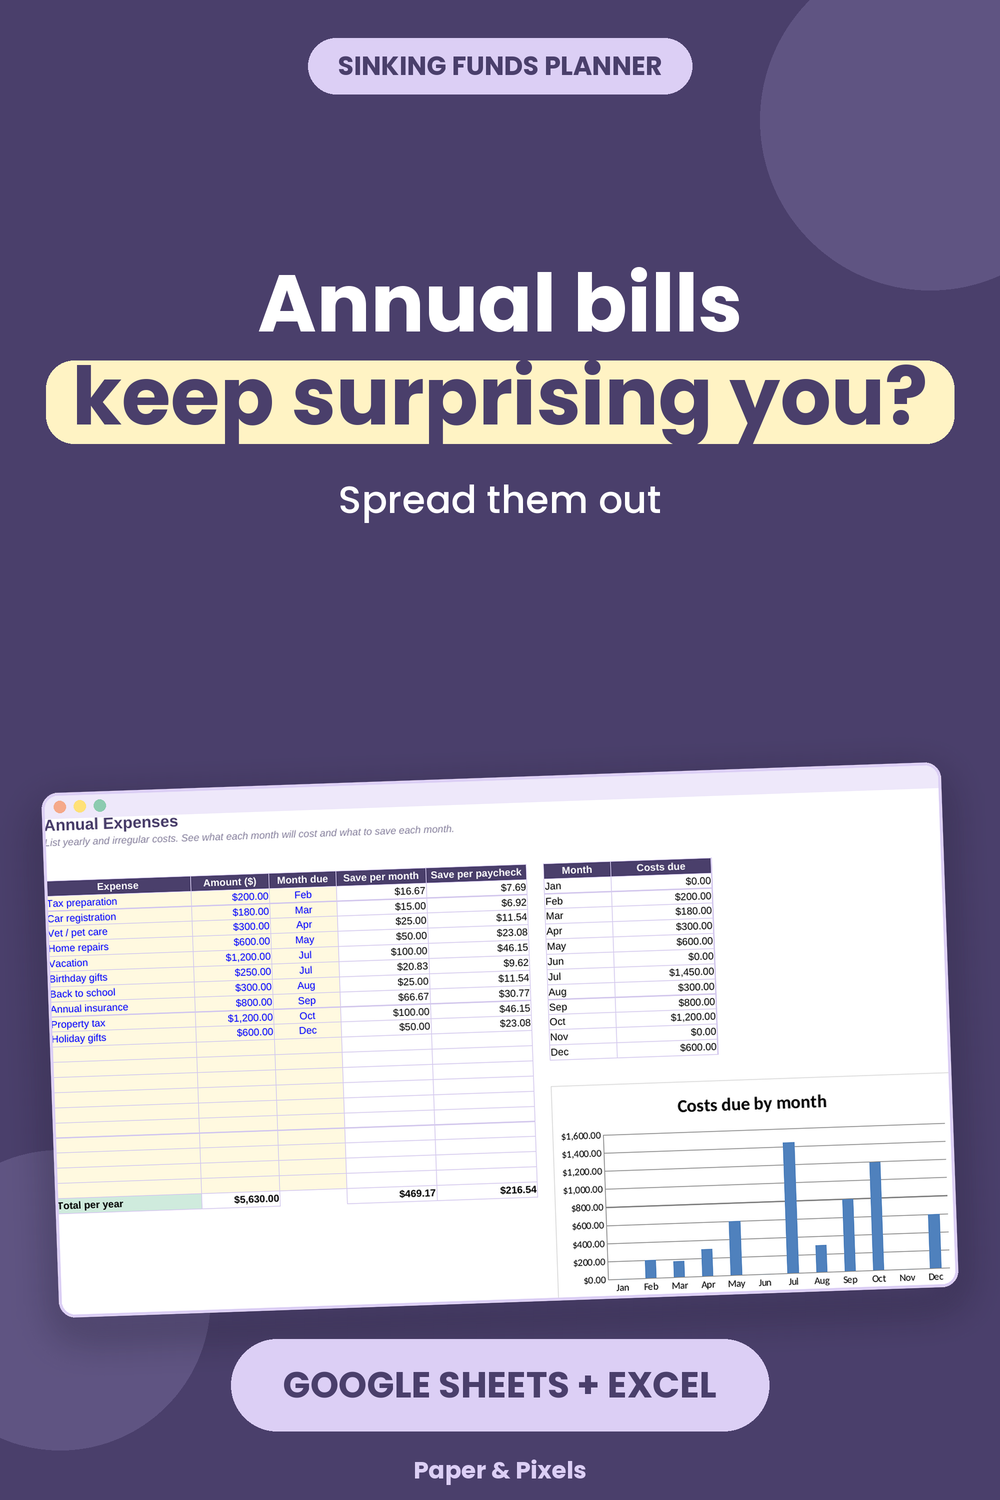 SINKING FUNDS PLANNER
Annual bills
keep surprising you?
Spread them out
Annual Expenses
List yearly and irregular costs. See what each month will cost and what to save each month.
Expense Amount ($) Month due Save per month Save per paycheck
Tax preparation $200.00 Feb $16.67 $7.69
Car registration $180.00 Mar $15.00 $6.92
Vet / pet care $300.00 Apr $25.00 $11.54
Home repairs $600.00 May $50.00 $23.08
Vacation $1,200.00 Jul $100.00 $46.15
Birthday gifts $250.00 Jul $20.83 $9.62
Back to school $300.00 Aug $25.00 $11.54
Annual insurance $800.00 Sep $66.67 $30.77
Property tax $1,200.00 Oct $100.00 $46.15
Holiday gifts $600.00 Dec $50.00 $23.08
Total per year $5,630.00 $469.17 $216.54
Month Costs due
Jan $0.00
Feb $200.00
Mar $180.00
Apr $300.00
May $600.00
Jun $0.00
Jul $1,450.00
Aug $300.00
Sep $800.00
Oct $1,200.00
Nov $0.00
Dec $600.00
Costs due by month
$1,600.00
$1,400.00
$1,200.00
$1,000.00
$800.00
$600.00
$400.00
$200.00
$0.00
Jan Feb Mar Apr May Jun Jul Aug Sep Oct Nov Dec
GOOGLE SHEETS + EXCEL
Paper & Pixels